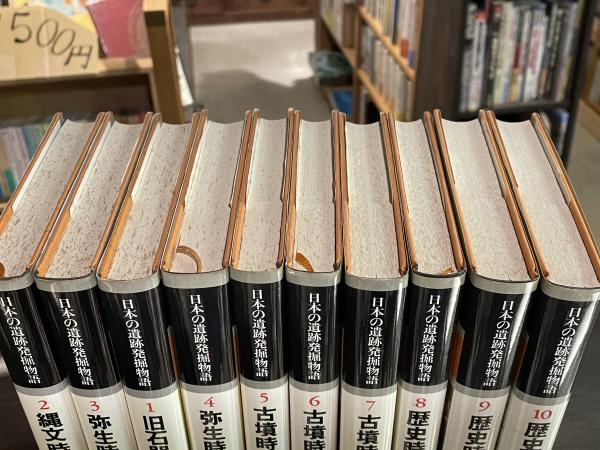 500円
日本の遺跡発掘物語
2
縄文時
日本の遺跡発掘物語
3
弥生時
日本の遺跡発掘物語
1
旧石器
日本の遺跡発掘物語
4
弥生時
日本の遺跡発掘物語
5
古墳時
日本の遺跡発掘物語
6
古墳時
日本の遺跡発掘物語
7
古墳時
日本の遺跡発掘物語
8
歴史時
日本の遺跡発掘物語
9
歴史時
日本の遺跡発掘物語
10
歴史時